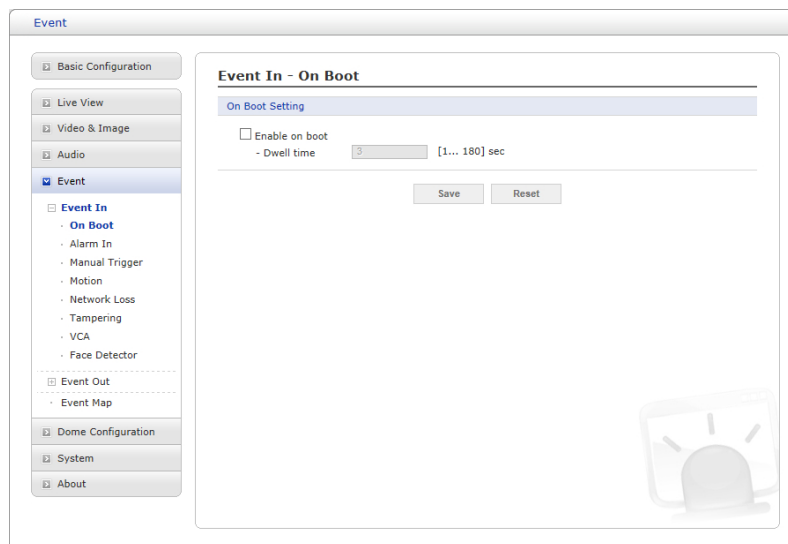 Event
Basic Configuration
Live View
Video & Image
Audio
Event
Event In
On Boot
Alarm In
Manual Trigger
Motion
Network Loss
Tampering
VCA
Face Detector
Event Out
Event Map
Dome Configuration
System
About
Event In - On Boot
On Boot Setting
Enable on boot
- Dwell time 3 [1... 180] sec
Save Reset